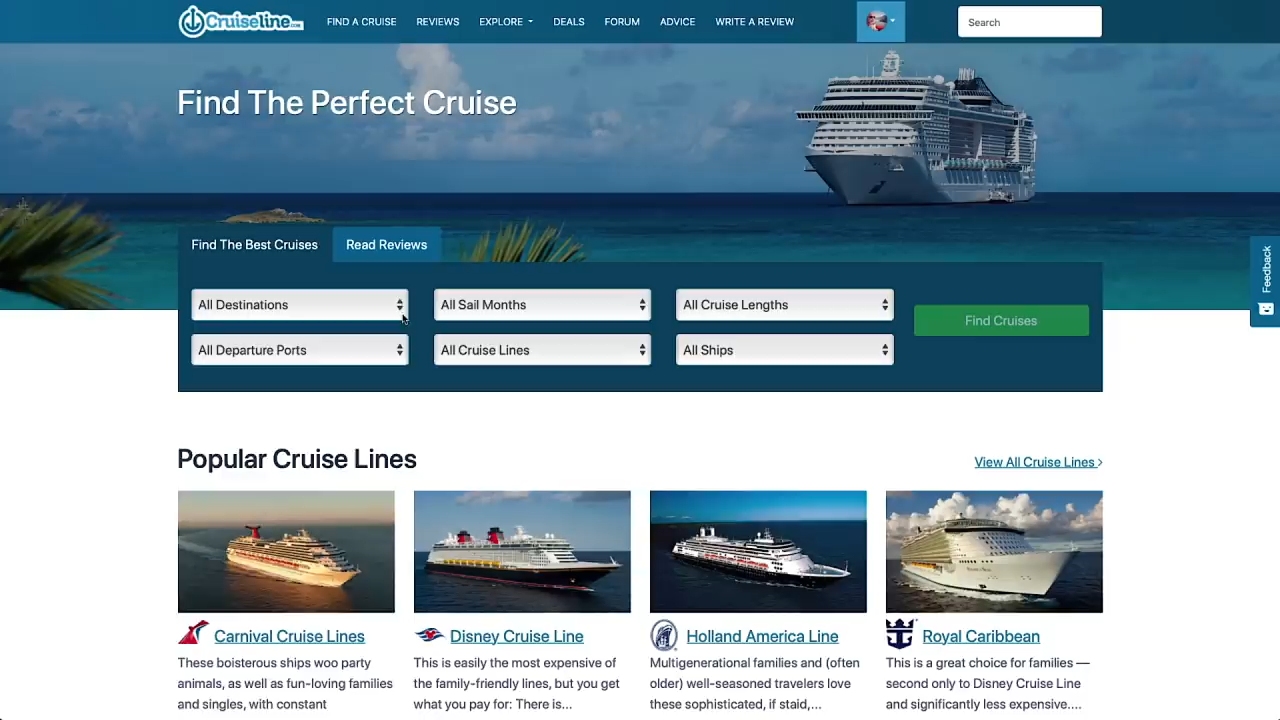 Cruiseline.com
FIND A CRUISE
REVIEWS
EXPLORE
DEALS
FORUM
ADVICE
WRITE A REVIEW
Search
Find The Perfect Cruise
Find The Best Cruises
Read Reviews
Feedback
All Destinations
All Sail Months
All Cruise Lengths
Find Cruises
All Departure Ports
All Cruise Lines
All Ships
Popular Cruise Lines
View All Cruise Lines
Carnival Cruise Lines
These boisterous ships woo party
animals, as well as fun-loving families
and singles, with constant
Disney Cruise Line
This is easily the most expensive of
the family-friendly lines, but you get
what you pay for: There is...
Holland America Line
Multigenerational families and (often
older) well-seasoned travelers love
these sophisticated, if staid,...
Royal Caribbean
This is a great choice for families —
second only to Disney Cruise Line
and significantly less expensive....